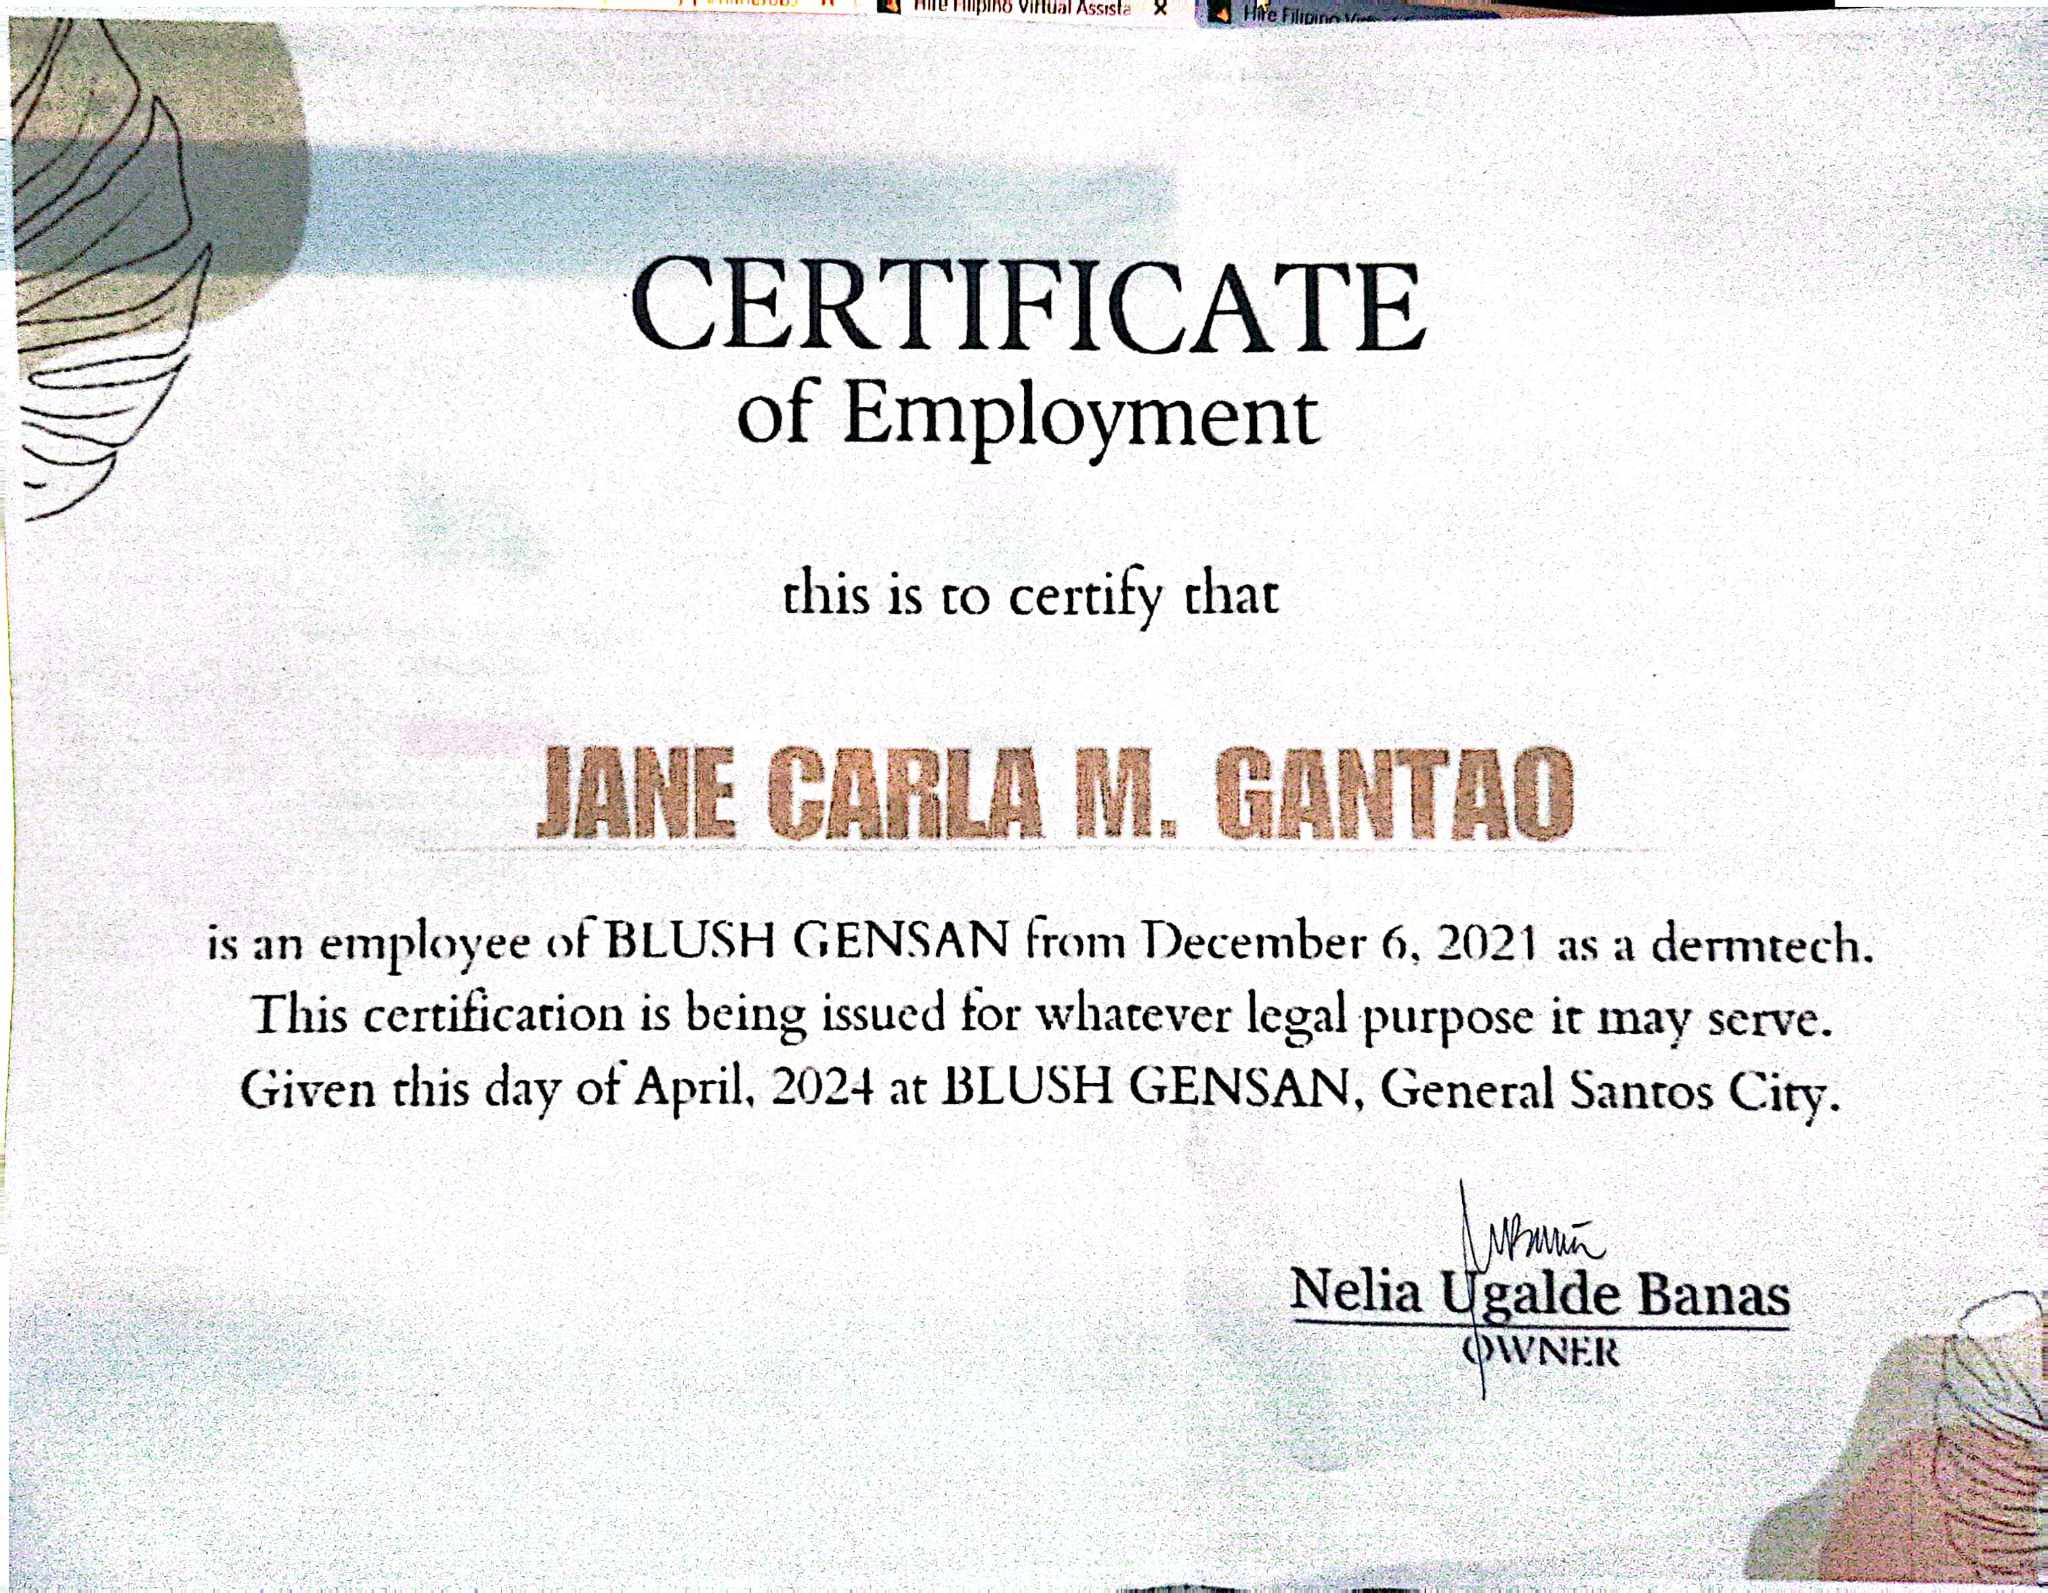 Hire Filipino Virtual Assista
Hire Filipino
CERTIFICATE
of Employment
this is to certify that
JANE CARLA M. GANTAO
is an employee of BLUSH GENSAN from December 6, 2021 as a dermtech.
This certification is being issued for whatever legal purpose it may serve.
Given this day of April, 2024 at BLUSH GENSAN, General Santos City.
Nelia Ugalde Banas
OWNER